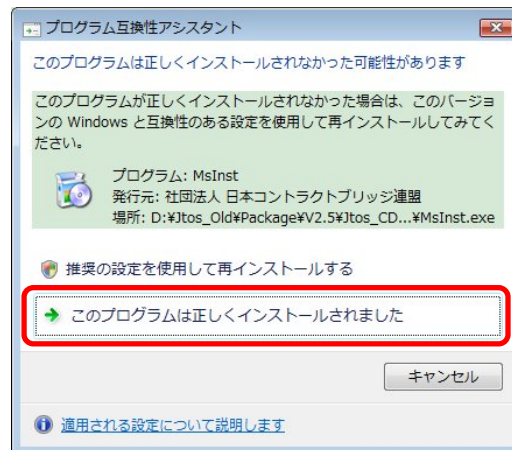 プログラム互換性アシスタント
このプログラムは正しくインストールされなかった可能性があります
このプログラムが正しくインストールされなかった場合は、このバージョ
ンの Windows と互換性のある設定を使用して再インストールしてみてく
ださい。
プログラム: MsInst
発行元: 社団法人 日本コントラクトブリッジ連盟
場所: D:¥Jtos_Old¥Package¥V2.5¥Jtos_CD...¥MsInst.exe
推奨の設定を使用して再インストールする
このプログラムは正しくインストールされました
キャンセル
適用される設定について説明します